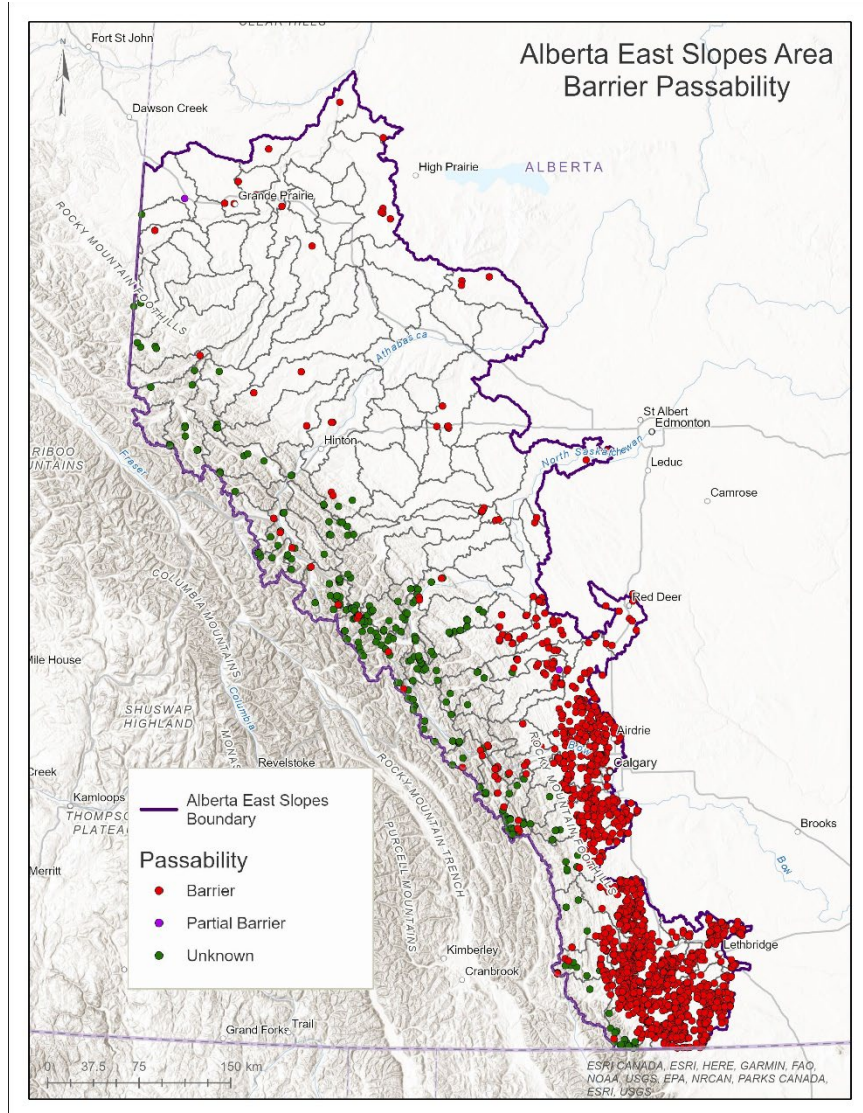 Alberta East Slopes Area
Barrier Passability
N
Fort St John
Dawson Creek
High Prairie
ALBERTA
Grande Prairie
ROCKY MOUNTAIN FOOTHILLS
Athabasca
St Albert
Edmonton
Hinton
North Saskatchewan
Leduc
Fraser
Camrose
COLUMBIA MOUNTAINS
Red Deer
Mile House
SHUSWAP
HIGHLAND
Columbia
MONAS
Airdrie
Bow
Calgary
ROCKY MOUNTAIN FOOTHILLS
Revelstoke
ROCKY MOUNTAIN TRENCH
PURCELL MOUNTAINS
Creek
Kamloops
THOMPS
PLATEA
Brooks
Bow
Merritt
Alberta East Slopes
Boundary
Passability
Barrier
Partial Barrier
Unknown
Lethbridge
Kimberley
Cranbrook
Grand Forks
Trail
0 37.5 75 150 km
ESRI CANADA, ESRI, HERE, GARMIN, FAO,
NOAA, USGS, EPA, NRCAN, PARKS CANADA,
ESRI, USGS